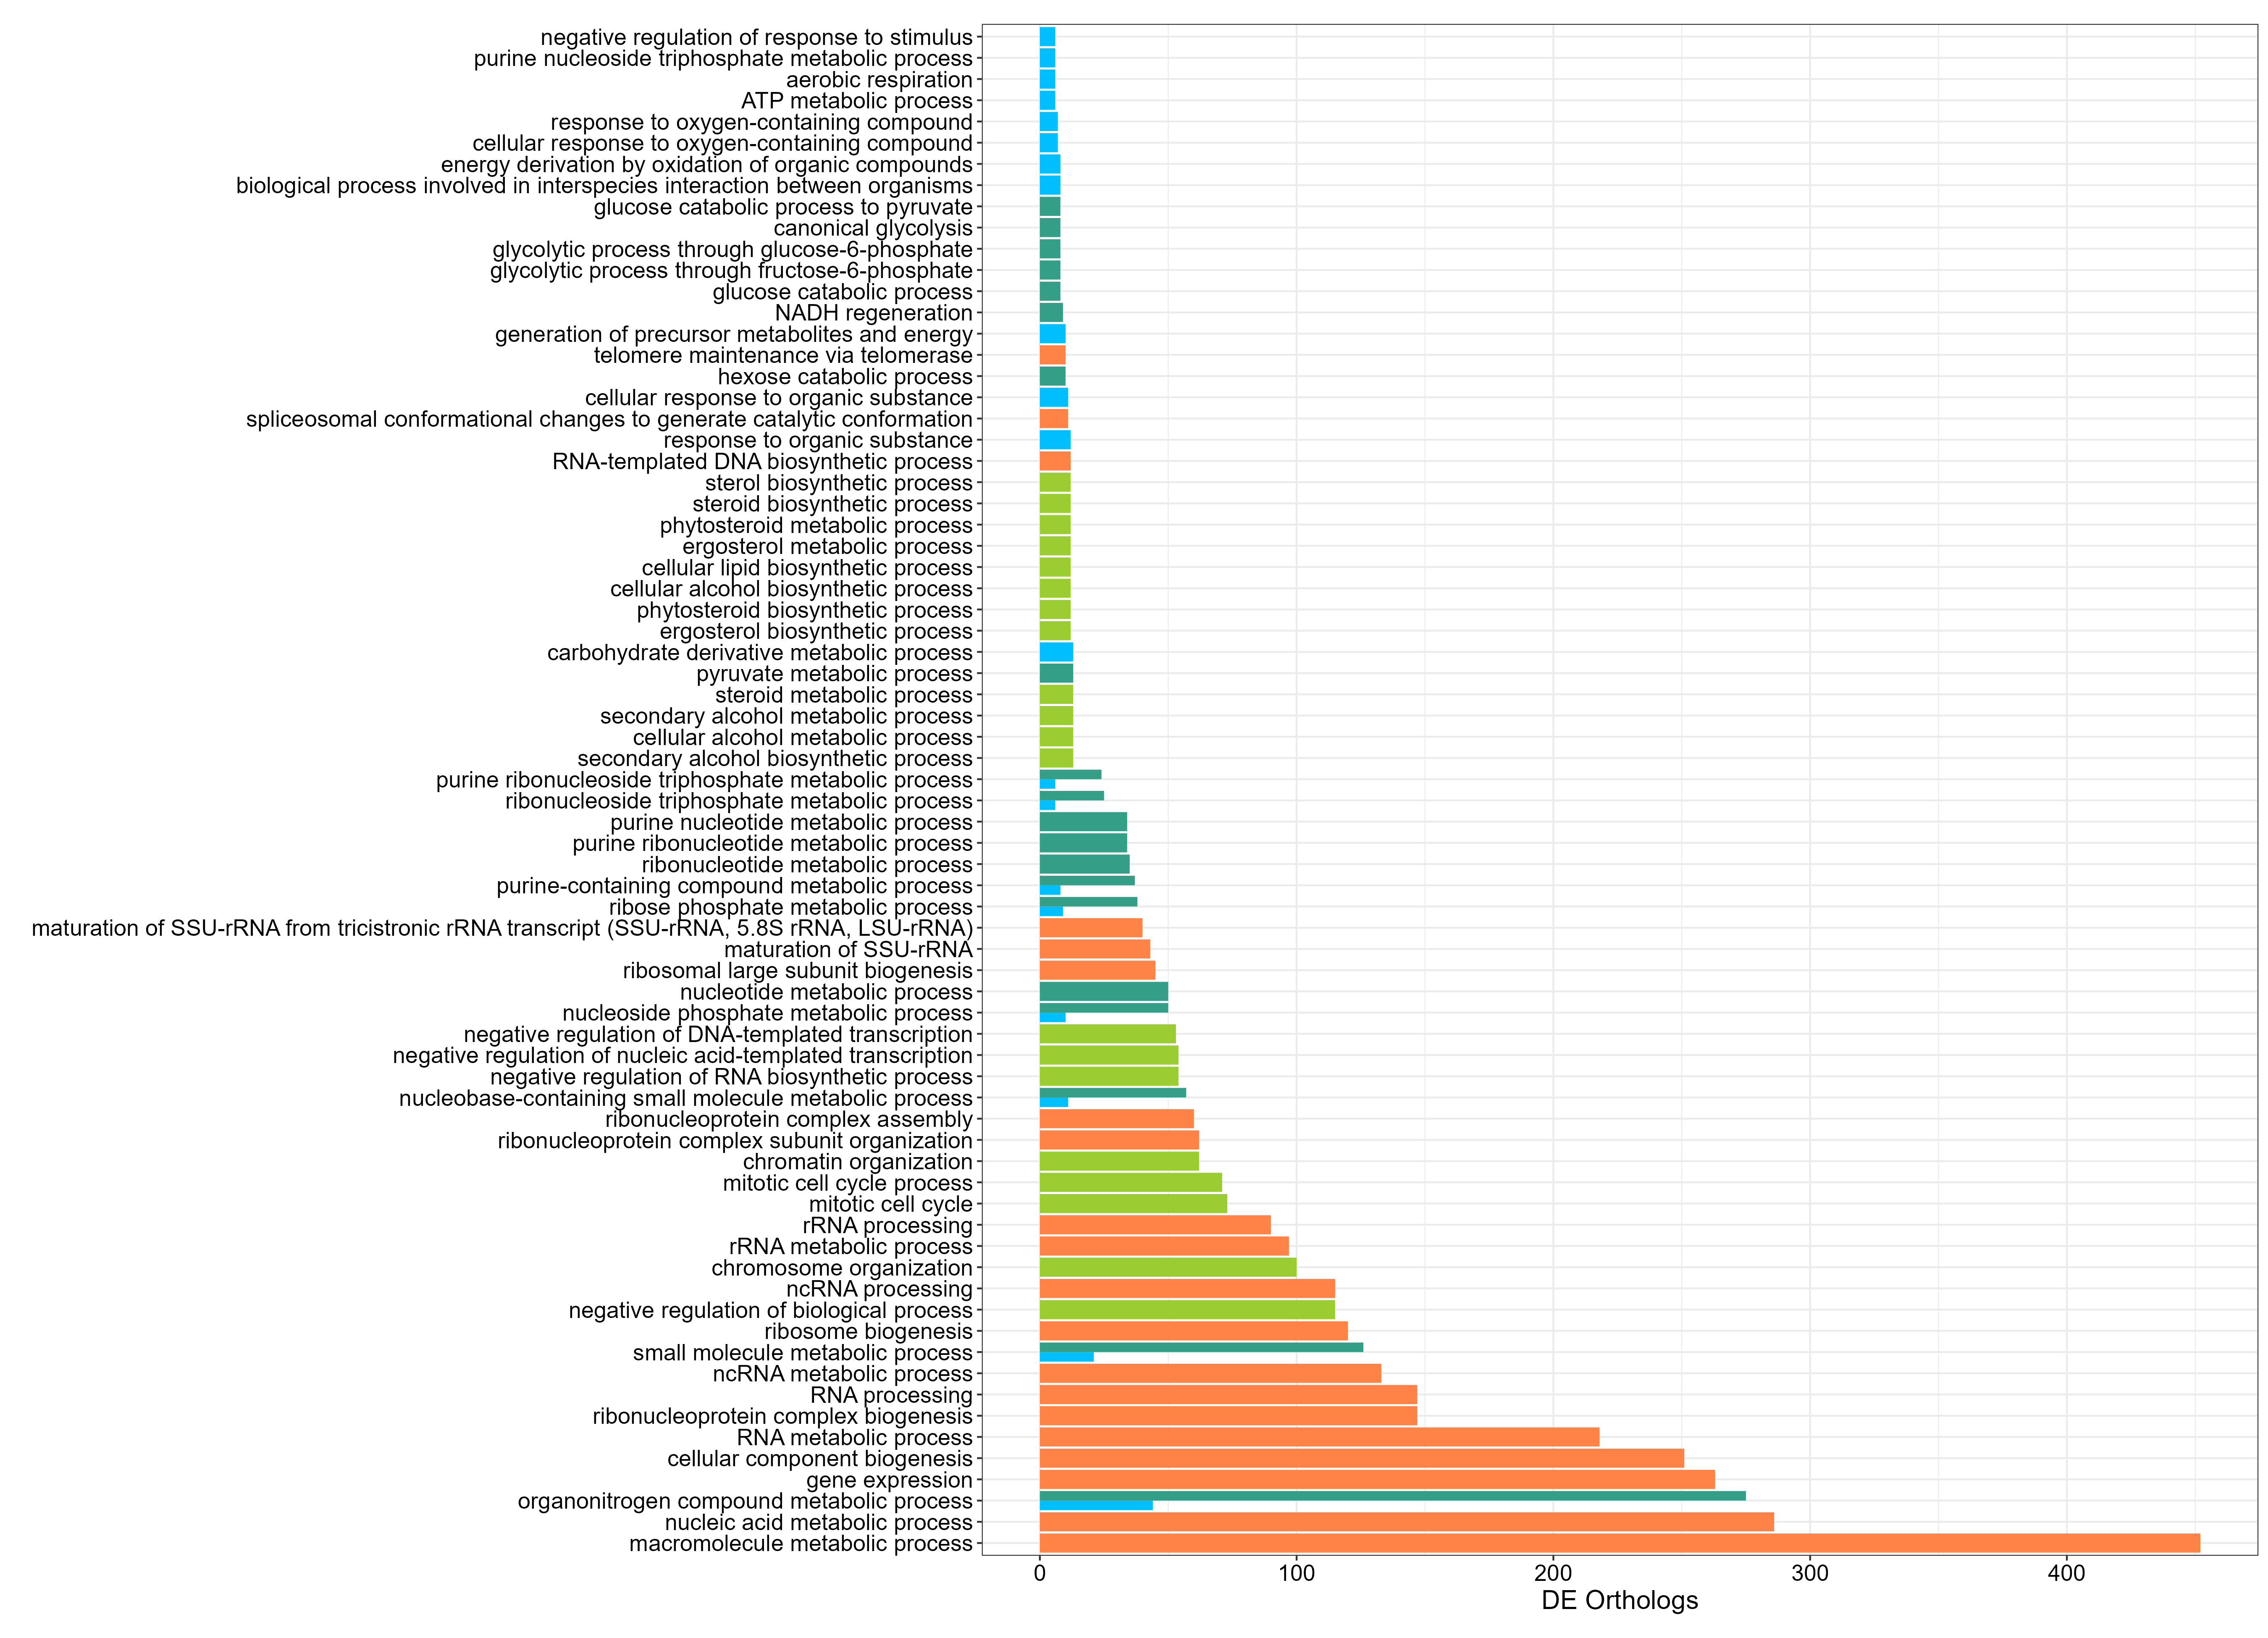 negative regulation of response to stimulus
purine nucleoside triphosphate metabolic process
aerobic respiration
ATP metabolic process
response to oxygen-containing compound
cellular response to oxygen-containing compound
energy derivation by oxidation of organic compounds
biological process involved in interspecies interaction between organisms
glucose catabolic process to pyruvate
canonical glycolysis
glycolytic process through glucose-6-phosphate
glycolytic process through fructose-6-phosphate
glucose catabolic process
NADH regeneration
generation of precursor metabolites and energy
telomere maintenance via telomerase
hexose catabolic process
cellular response to organic substance
spliceosomal conformational changes to generate catalytic conformation
response to organic substance
RNA-templated DNA biosynthetic process
sterol biosynthetic process
steroid biosynthetic process
phytosteroid metabolic process
ergosterol metabolic process
cellular lipid biosynthetic process
cellular alcohol biosynthetic process
phytosteroid biosynthetic process
ergosterol biosynthetic process
carbohydrate derivative metabolic process
pyruvate metabolic process
steroid metabolic process
secondary alcohol metabolic process
cellular alcohol metabolic process
secondary alcohol biosynthetic process
purine ribonucleoside triphosphate metabolic process
ribonucleoside triphosphate metabolic process
purine nucleotide metabolic process
purine ribonucleotide metabolic process
ribonucleotide metabolic process
purine-containing compound metabolic process
ribose phosphate metabolic process
maturation of SSU-rRNA from tricistronic rRNA transcript (SSU-rRNA, 5.8S rRNA, LSU-rRNA)
maturation of SSU-rRNA
ribosomal large subunit biogenesis
nucleotide metabolic process
nucleoside phosphate metabolic process
negative regulation of DNA-templated transcription
negative regulation of nucleic acid-templated transcription
negative regulation of RNA biosynthetic process
nucleobase-containing small molecule metabolic process
ribonucleoprotein complex assembly
ribonucleoprotein complex subunit organization
chromatin organization
mitotic cell cycle process
mitotic cell cycle
rRNA processing
rRNA metabolic process
chromosome organization
ncRNA processing
negative regulation of biological process
ribosome biogenesis
small molecule metabolic process
ncRNA metabolic process
RNA processing
ribonucleoprotein complex biogenesis
RNA metabolic process
cellular component biogenesis
gene expression
organonitrogen compound metabolic process
nucleic acid metabolic process
macromolecule metabolic process
0 100 200 300 400
DE Orthologs